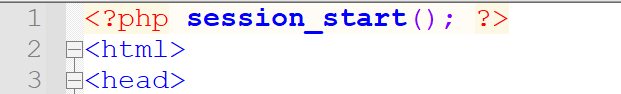 1 <?php session_start(); ?>
2 <html>
3 <head>